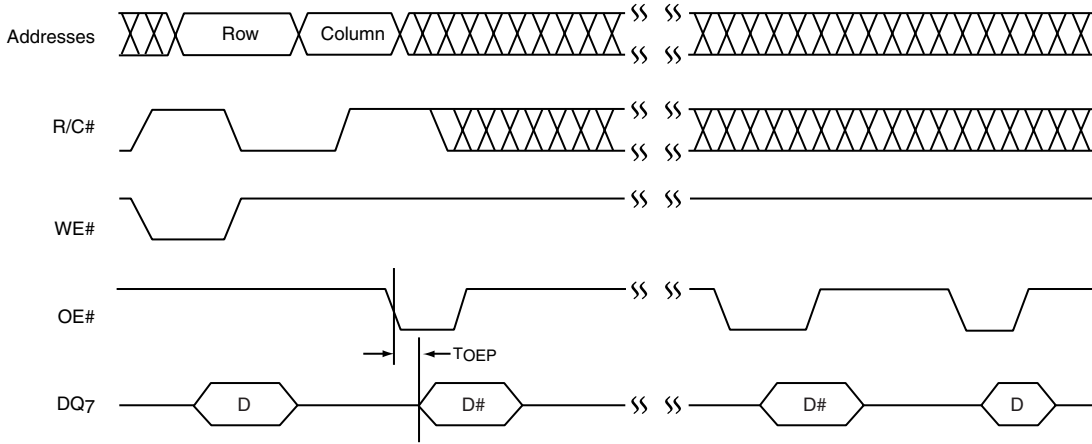 Addresses
Row
Column
R/C#
WE#
OE#
TOEP
DQ7
D
D#
D#
D